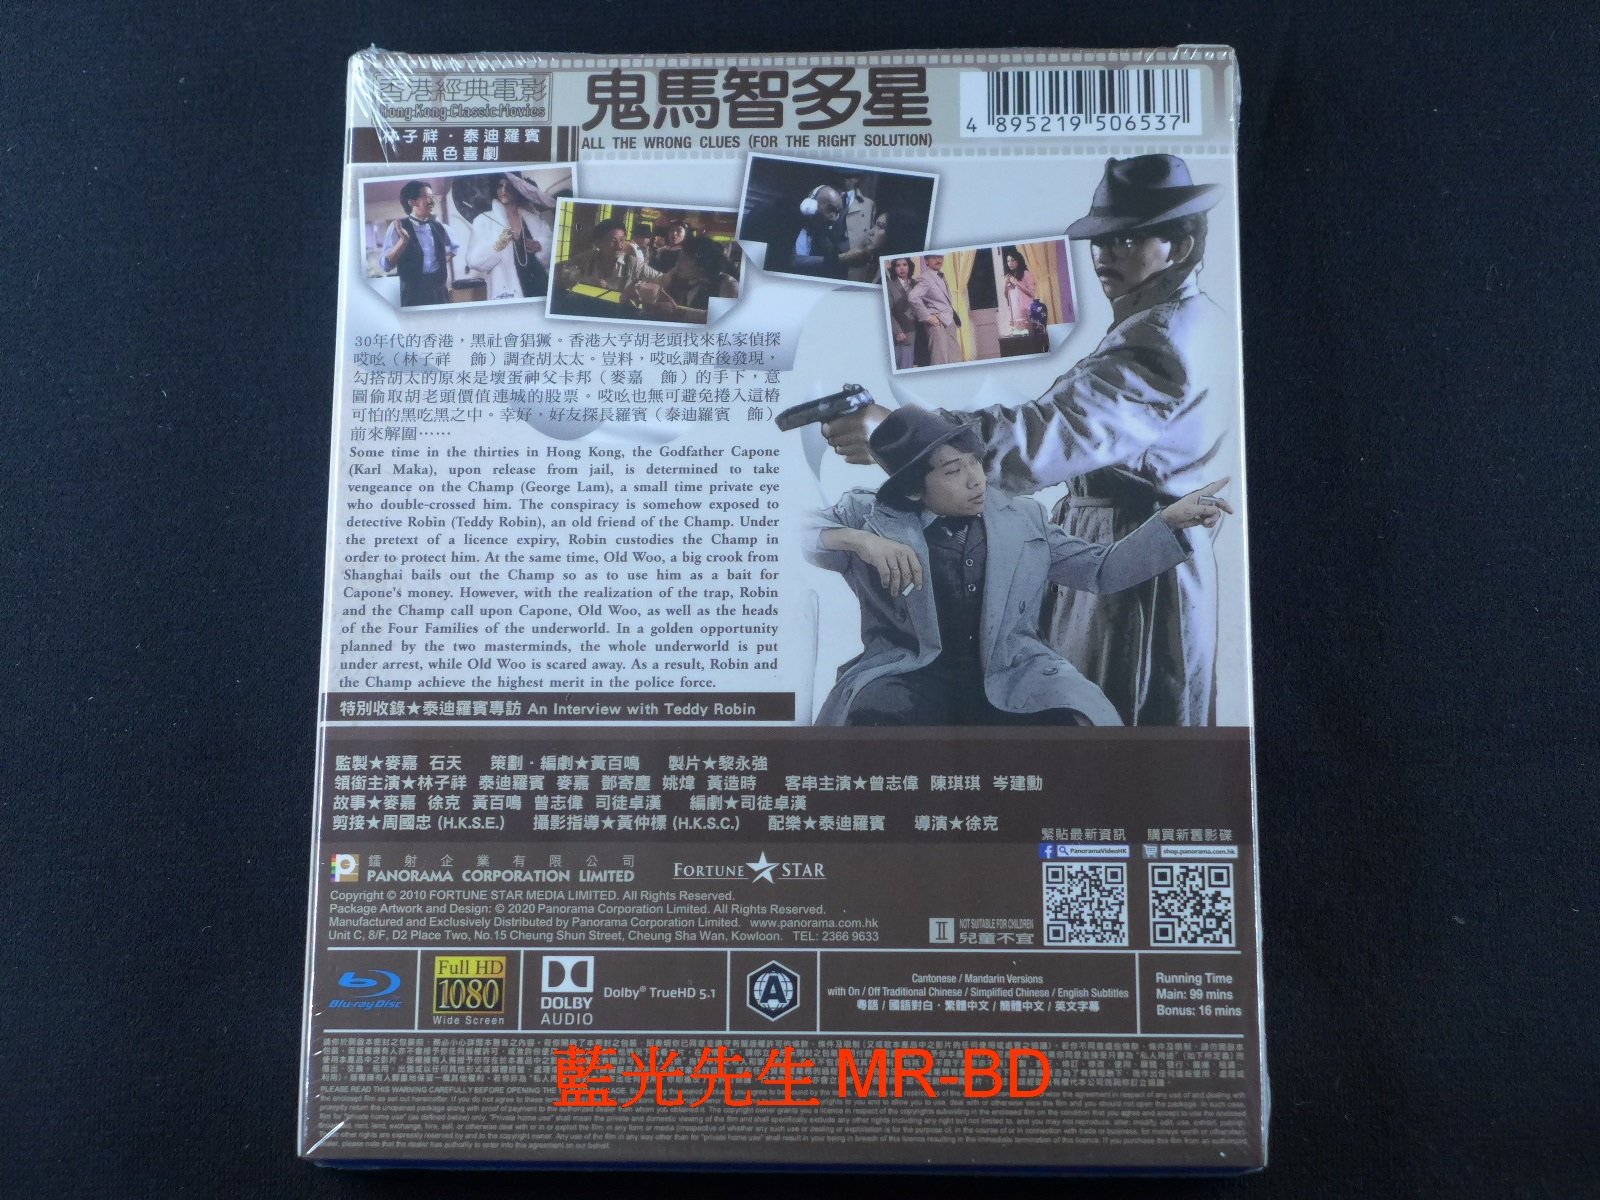 香港經典電影
Hong Kong Classic Movies
林子祥・泰迪羅賓
黑色喜劇
鬼馬智多星
ALL THE WRONG CLUES (FOR THE RIGHT SOLUTION)
4 895219 506537
30年代的香港，黑社會猖獗。香港大亨胡老頭找來私家偵探
哎吆（林子祥 飾）調查胡太太。豈料，哎吆調查後發現，
勾搭胡太的原來是壞蛋神父卡邦（麥嘉 飾）的手下，意
圖偷取胡老頭價值連城的股票。哎吆也無可避免捲入這樁
可怕的黑吃黑之中。幸好，好友探長羅賓（泰迪羅賓 飾）
前來解圍……
Some time in the thirties in Hong Kong, the Godfather Capone
(Karl Maka), upon release from jail, is determined to take
vengeance on the Champ (George Lam), a small time private eye
who double-crossed him. The conspiracy is somehow exposed to
detective Robin (Teddy Robin), an old friend of the Champ. Under
the pretext of a licence expiry, Robin custodies the Champ in
order to protect him. At the same time, Old Woo, a big crook from
Shanghai bails out the Champ so as to use him as a bait for
Capone's money. However, with the realization of the trap, Robin
and the Champ call upon Capone, Old Woo, as well as the heads
of the Four Families of the underworld. In a golden opportunity
planned by the two masterminds, the whole underworld is put
under arrest, while Old Woo is scared away. As a result, Robin and
the Champ achieve the highest merit in the police force.
特別收錄★泰迪羅賓專訪 An Interview with Teddy Robin
監製★麥嘉 石天 策劃・編劇★黃百鳴 製片★黎永強
領銜主演★林子祥 泰迪羅賓 麥嘉 鄧寄塵 姚煒 黃造時 客串主演★曾志偉 陳琪琪 岑建勳
故事★麥嘉 徐克 黃百鳴 曾志偉 司徒卓漢 編劇★司徒卓漢
剪接★周國忠 (H.K.S.E.) 攝影指導★黃仲標 (H.K.S.C.) 配樂★泰迪羅賓 導演★徐克
緊貼最新資訊
PanoramaVideoHK
購買新舊影碟
shop.panorama.com.hk
鐳射企業有限公司
PANORAMA CORPORATION LIMITED
FORTUNE STAR
Copyright © 2010 FORTUNE STAR MEDIA LIMITED. All Rights Reserved.
Package Artwork and Design: © 2020 Panorama Corporation Limited. All Rights Reserved.
Manufactured and Exclusively Distributed by Panorama Corporation Limited. www.panorama.com.hk
Unit C, 8/F, D2 Place Two, No.15 Cheung Shun Street, Cheung Sha Wan, Kowloon. TEL: 2366 9633
II
NOT SUITABLE FOR CHILDREN
兒童不宜
Blu-ray Disc
Full HD
1080
Wide Screen
DOLBY
AUDIO
Dolby® TrueHD 5.1
A
Cantonese / Mandarin Versions
with On / Off Traditional Chinese / Simplified Chinese / English Subtitles
粵語 / 國語對白・繁體中文 / 簡體中文 / 英文字幕
Running Time
Main: 99 mins
Bonus: 16 mins
藍光先生 MR-BD
PLEASE READ THIS WARNING CAREFULLY BEFORE OPENING THE